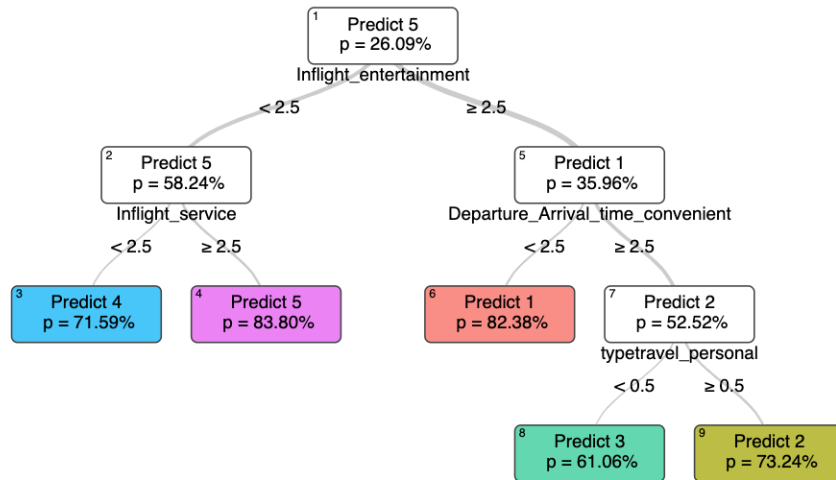 1
Predict 5
p = 26.09%
Inflight_entertainment
< 2.5
≥ 2.5
2
Predict 5
p = 58.24%
Inflight_service
5
Predict 1
p = 35.96%
Departure_Arrival_time_convenient
< 2.5
≥ 2.5
< 2.5
≥ 2.5
3
Predict 4
p = 71.59%
4
Predict 5
p = 83.80%
6
Predict 1
p = 82.38%
7
Predict 2
p = 52.52%
typetravel_personal
< 0.5
≥ 0.5
8
Predict 3
p = 61.06%
9
Predict 2
p = 73.24%